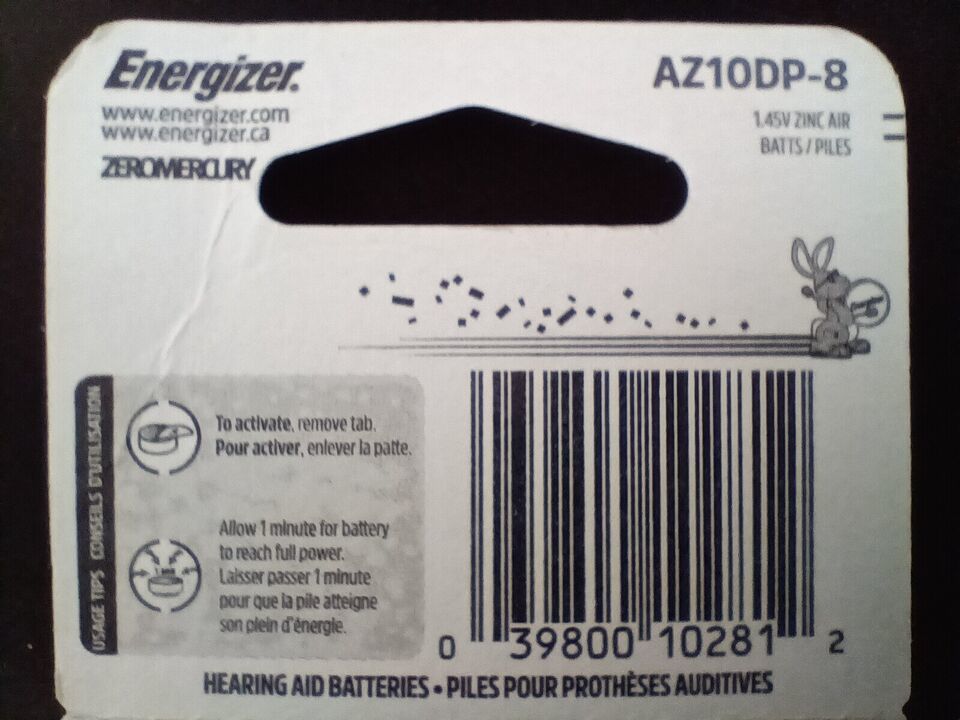 Energizer.
www.energizer.com
www.energizer.ca
ZEROMERCURY
AZ10DP-8
1.45V ZINC AIR
BATTS / PILES
USAGE TIPS CONSEILS D'UTILISATION
To activate, remove tab.
Pour activer, enlever la patte.
Allow 1 minute for battery
to reach full power.
Laisser passer 1 minute
pour que la pile atteigne
son plein d'énergie.
0 39800 10281 2
HEARING AID BATTERIES • PILES POUR PROTHÈSES AUDITIVES